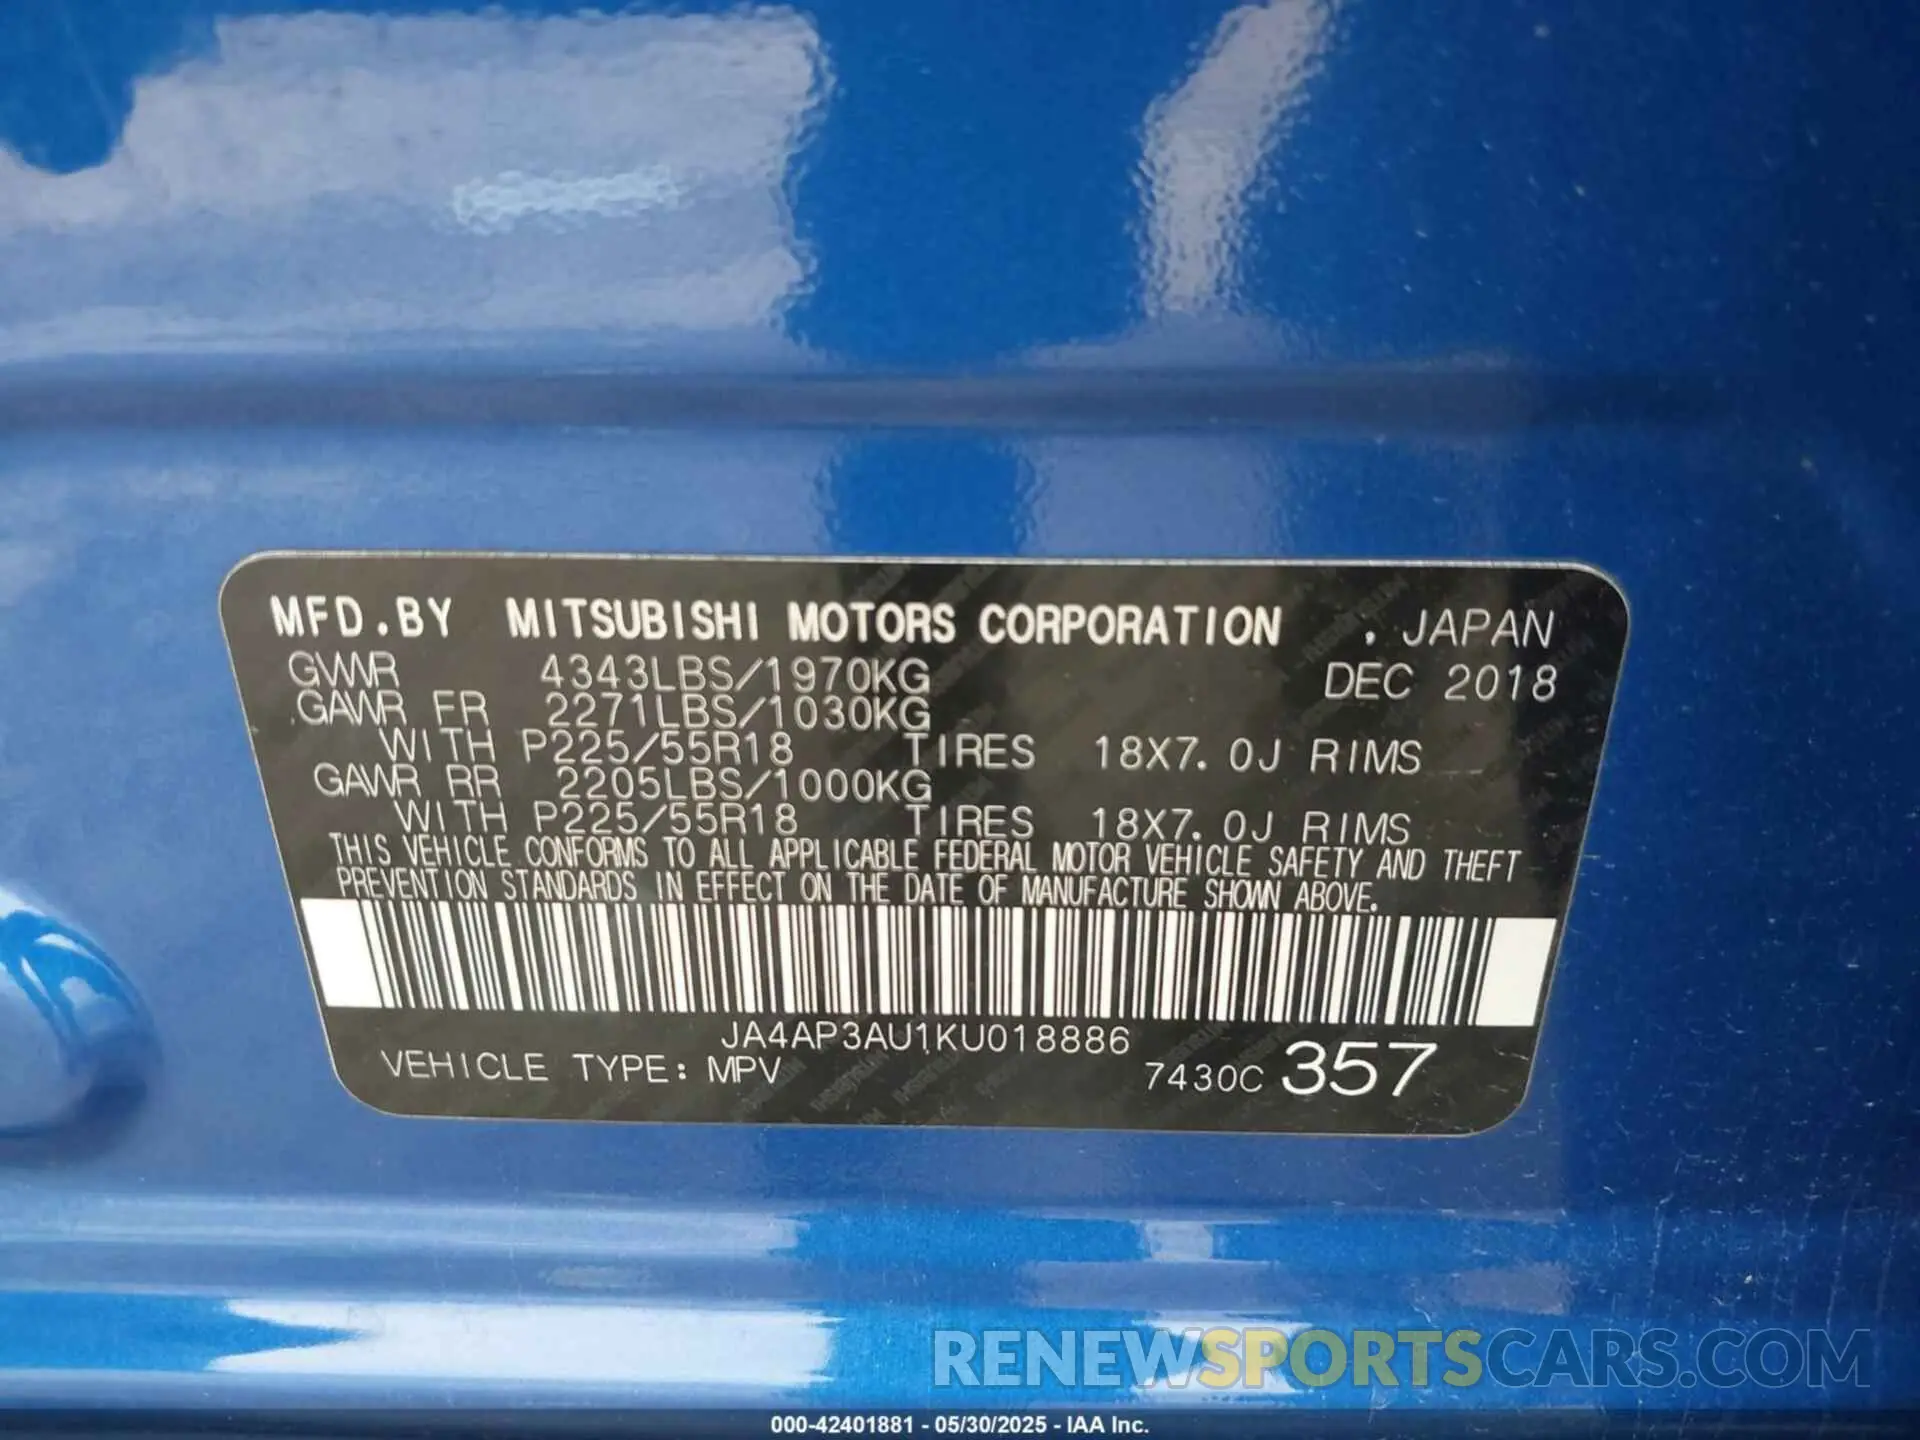 MFD.BY MITSUBISHI MOTORS CORPORATION , JAPAN
GVWR 4343LBS/1970KG DEC 2018
GAWR FR 2271LBS/1030KG
WITH P225/55R18 TIRES 18X7.0J RIMS
GAWR RR 2205LBS/1000KG
WITH P225/55R18 TIRES 18X7.0J RIMS
THIS VEHICLE CONFORMS TO ALL APPLICABLE FEDERAL MOTOR VEHICLE SAFETY AND THEFT
PREVENTION STANDARDS IN EFFECT ON THE DATE OF MANUFACTURE SHOWN ABOVE.
JA4AP3AU1KU018886
VEHICLE TYPE: MPV 7430C 357
RENEWSPORTSCARS.COM
000-42401881 - 05/30/2025 - IAA Inc.